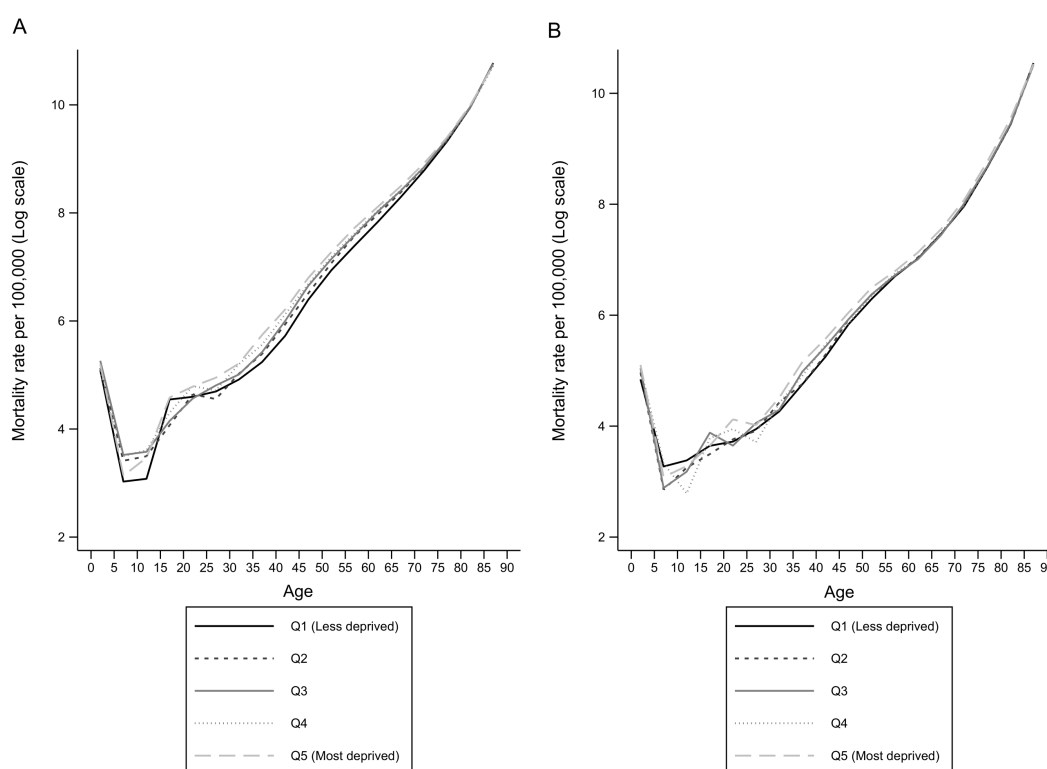 A
Mortality rate per 100,000 (Log scale)
10
8
6
4
2
0 5 10 15 20 25 30 35 40 45 50 55 60 65 70 75 80 85 90
Age
Q1 (Less deprived)
Q2
Q3
Q4
Q5 (Most deprived)
B
Mortality rate per 100,000 (Log scale)
10
8
6
4
2
0 5 10 15 20 25 30 35 40 45 50 55 60 65 70 75 80 85
Age
Q1 (Less deprived)
Q2
Q3
Q4
Q5 (Most deprived)